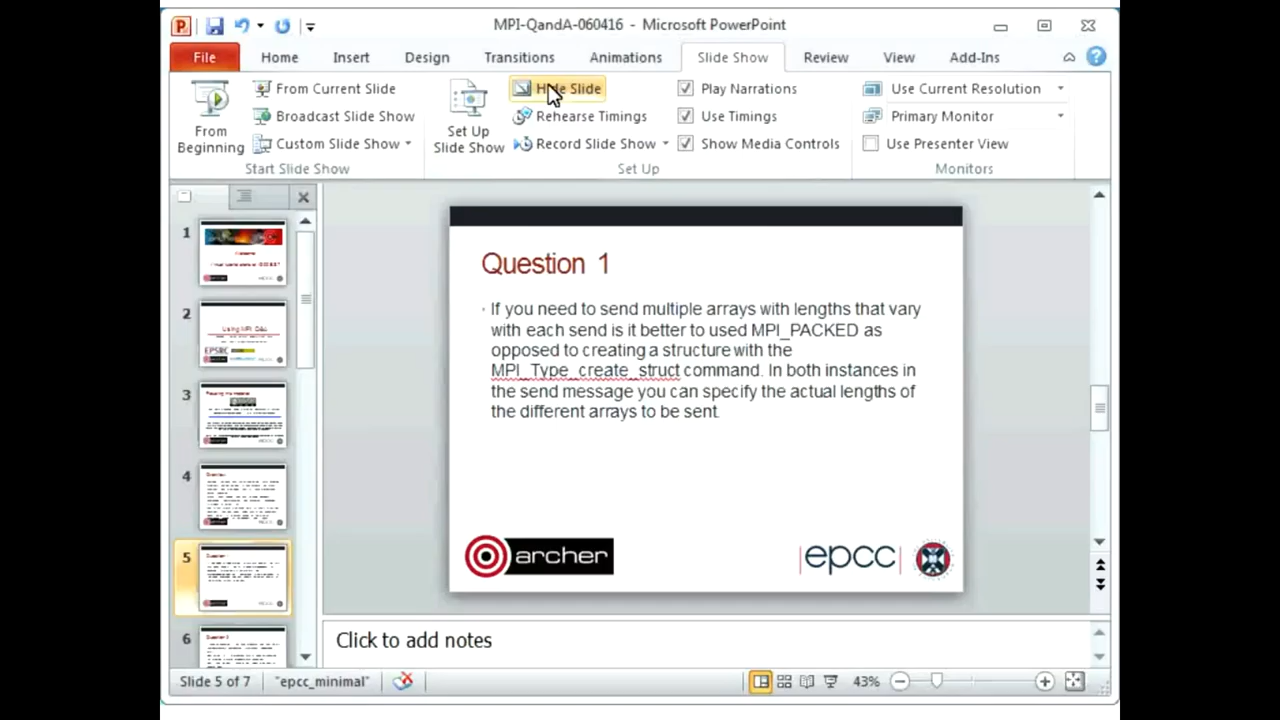 MPI-QandA-060416 - Microsoft PowerPoint
File Home Insert Design Transitions Animations Slide Show Review View Add-Ins
From Beginning
From Current Slide
Broadcast Slide Show
Custom Slide Show
Start Slide Show
Set Up Slide Show
Hide Slide
Rehearse Timings
Record Slide Show
Play Narrations
Use Timings
Show Media Controls
Set Up
Use Current Resolution
Primary Monitor
Use Presenter View
Monitors
1
2
Using MPI: Q&A
EPSRC
3
4
5
6
Question 1
· If you need to send multiple arrays with lengths that vary
with each send is it better to used MPI_PACKED as
opposed to creating a structure with the
MPI_Type_create_struct command. In both instances in
the send message you can specify the actual lengths of
the different arrays to be sent.
archer
|epcc|
Click to add notes
Slide 5 of 7 "epcc_minimal" 43%